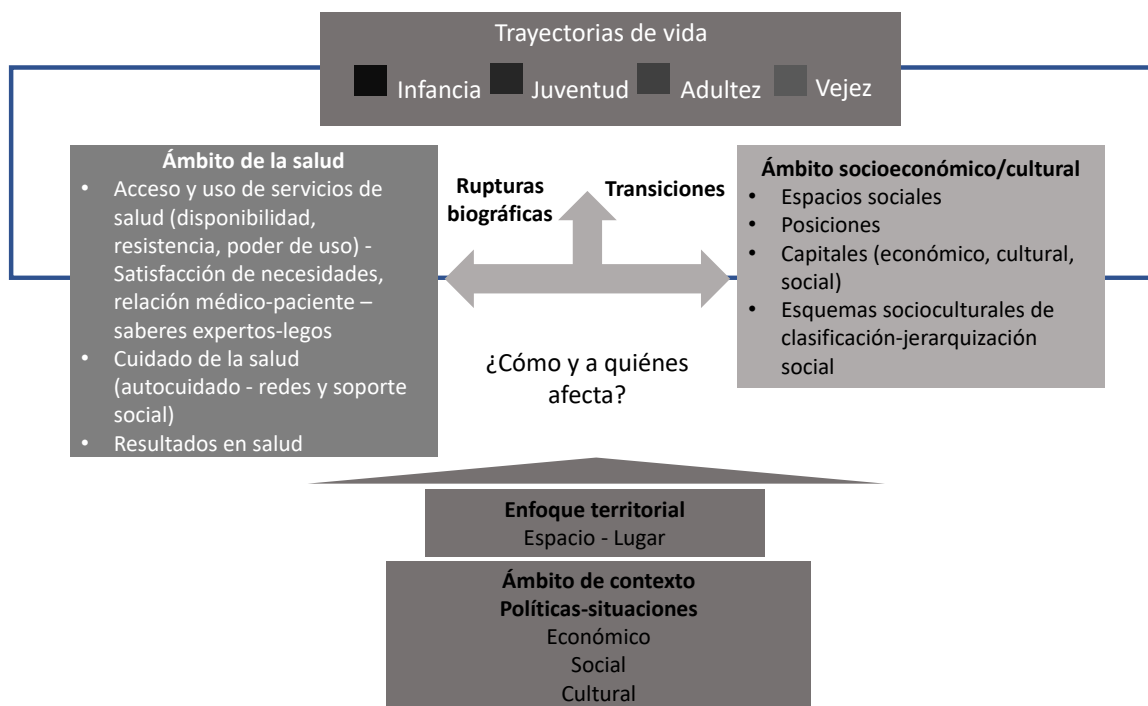 Trayectorias de vida
Infancia Juventud Adultez Vejez
Ámbito de la salud
• Acceso y uso de servicios de
salud (disponibilidad,
resistencia, poder de uso) -
Satisfacción de necesidades,
relación médico-paciente –
saberes expertos-legos
• Cuidado de la salud
(autocuidado - redes y soporte
social)
• Resultados en salud
Rupturas
biográficas
Transiciones
¿Cómo y a quiénes
afecta?
Ámbito socioeconómico/cultural
• Espacios sociales
• Posiciones
• Capitales (económico, cultural,
social)
• Esquemas socioculturales de
clasificación-jerarquización
social
Enfoque territorial
Espacio - Lugar
Ámbito de contexto
Políticas-situaciones
Económico
Social
Cultural